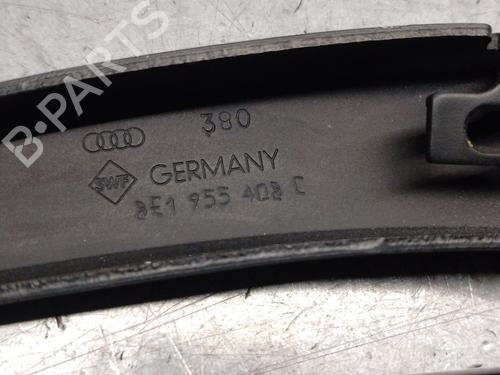 B-PARTS
380
SWF
GERMANY
8E1 955 408 C